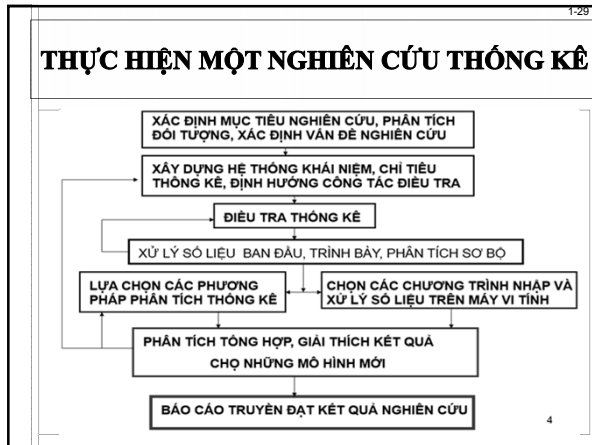 1-29
THỰC HIỆN MỘT NGHIÊN CỨU THỐNG KÊ
XÁC ĐỊNH MỤC TIÊU NGHIÊN CỨU, PHÂN TÍCH
ĐỐI TƯỢNG, XÁC ĐỊNH VẤN ĐỀ NGHIÊN CỨU
XÂY DỰNG HỆ THỐNG KHÁI NIỆM, CHỈ TIÊU
THỐNG KÊ, ĐỊNH HƯỚNG CÔNG TÁC ĐIỀU TRA
ĐIỀU TRA THỐNG KÊ
XỬ LÝ SỐ LIỆU BAN ĐẦU, TRÌNH BÀY, PHÂN TÍCH SƠ BỘ
LỰA CHỌN CÁC PHƯƠNG
PHÁP PHÂN TÍCH THỐNG KÊ
CHỌN CÁC CHƯƠNG TRÌNH NHẬP VÀ
XỬ LÝ SỐ LIỆU TRÊN MÁY VI TÍNH
PHÂN TÍCH TỔNG HỢP, GIẢI THÍCH KẾT QUẢ
CHỌ NHỮNG MÔ HÌNH MỚI
BÁO CÁO TRUYỀN ĐẠT KẾT QUẢ NGHIÊN CỨU
4